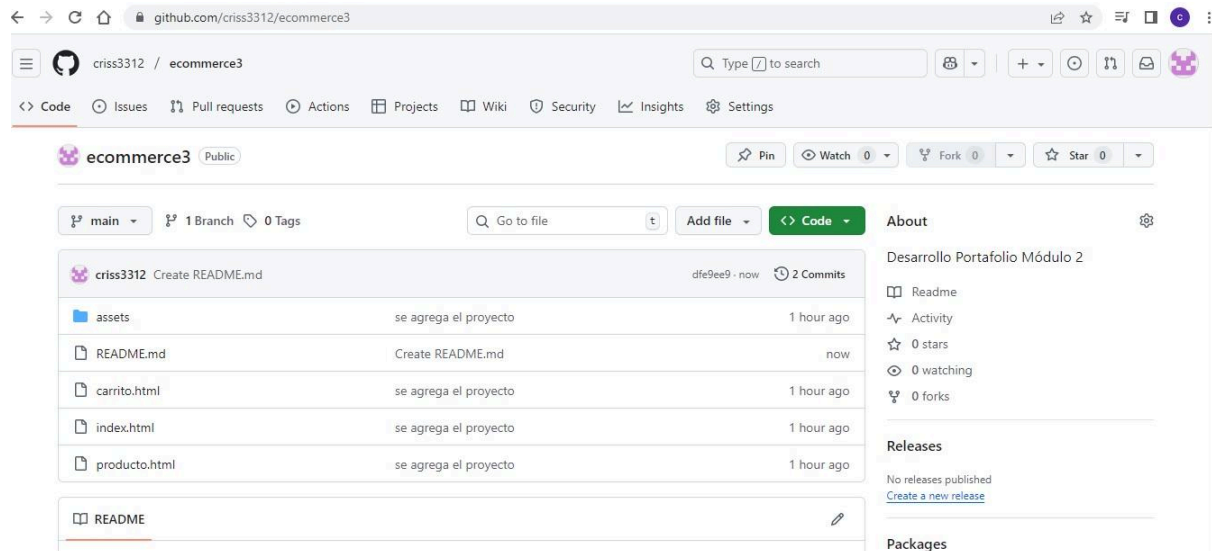 github.com/criss3312/ecommerce3
c
criss3312 / ecommerce3
Type / to search
Code Issues Pull requests Actions Projects Wiki Security Insights Settings
ecommerce3 Public
Pin Watch 0 Fork 0 Star 0
main 1 Branch 0 Tags
Go to file t
Add file Code
criss3312 Create README.md dfe9ee9 · now 2 Commits
assets se agrega el proyecto 1 hour ago
README.md Create README.md now
carrito.html se agrega el proyecto 1 hour ago
index.html se agrega el proyecto 1 hour ago
producto.html se agrega el proyecto 1 hour ago
README
About
Desarrollo Portafolio Módulo 2
Readme
Activity
0 stars
0 watching
0 forks
Releases
No releases published
Create a new release
Packages